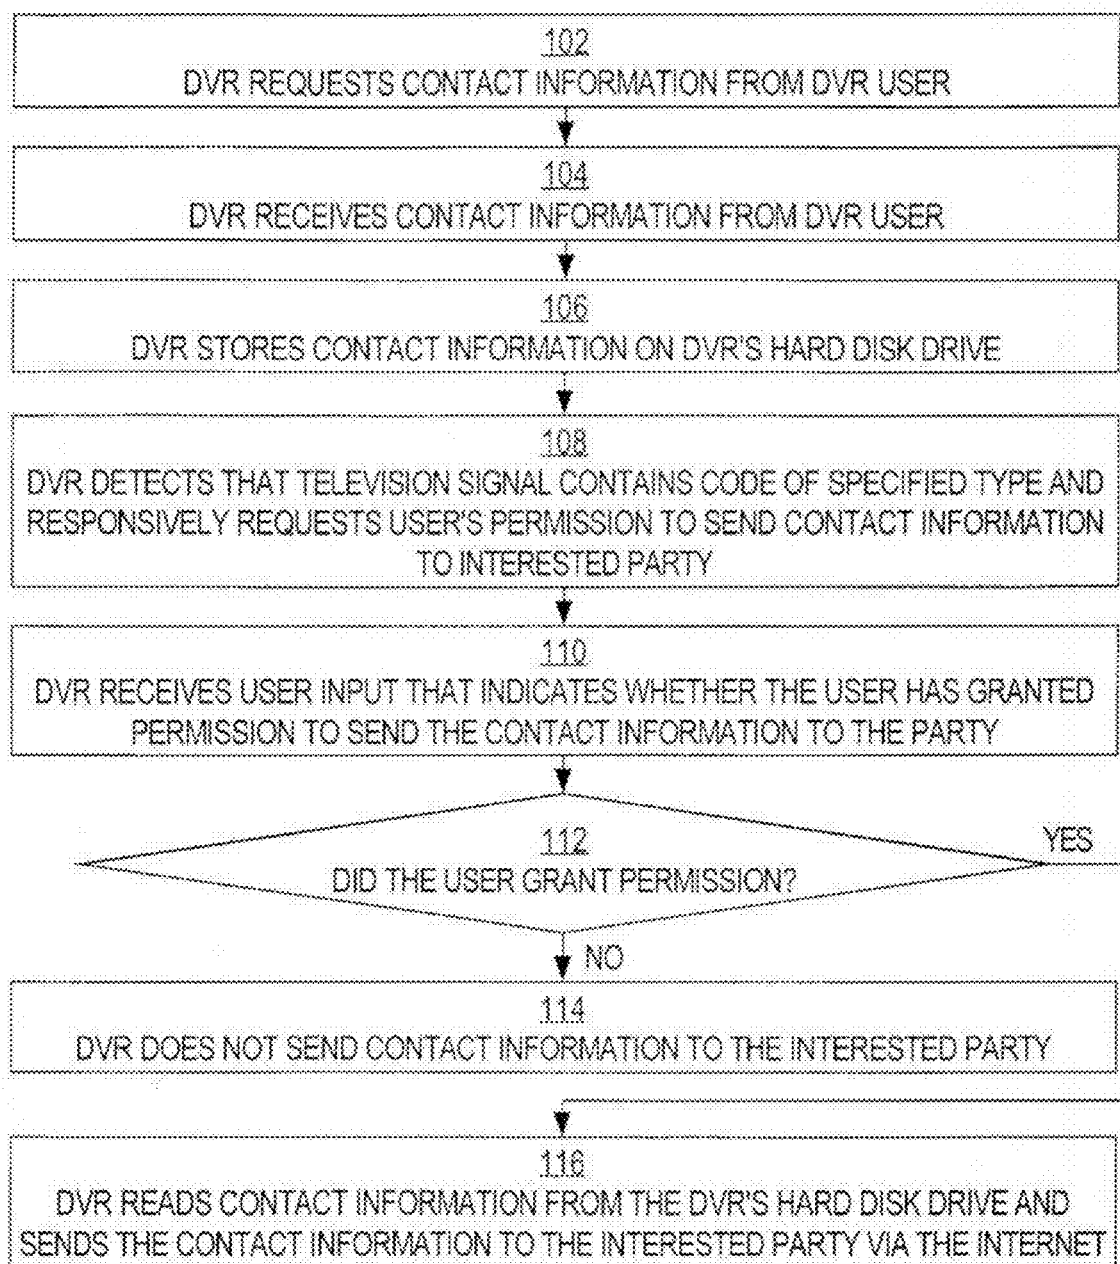 102
DVR REQUESTS CONTACT INFORMATION FROM DVR USER
104
DVR RECEIVES CONTACT INFORMATION FROM DVR USER
106
DVR STORES CONTACT INFORMATION ON DVR'S HARD DISK DRIVE
108
DVR DETECTS THAT TELEVISION SIGNAL CONTAINS CODE OF SPECIFIED TYPE AND
RESPONSIVELY REQUESTS USER'S PERMISSION TO SEND CONTACT INFORMATION
TO INTERESTED PARTY
110
DVR RECEIVES USER INPUT THAT INDICATES WHETHER THE USER HAS GRANTED
PERMISSION TO SEND THE CONTACT INFORMATION TO THE PARTY
112
DID THE USER GRANT PERMISSION?
YES
NO
114
DVR DOES NOT SEND CONTACT INFORMATION TO THE INTERESTED PARTY
116
DVR READS CONTACT INFORMATION FROM THE DVR'S HARD DISK DRIVE AND
SENDS THE CONTACT INFORMATION TO THE INTERESTED PARTY VIA THE INTERNET